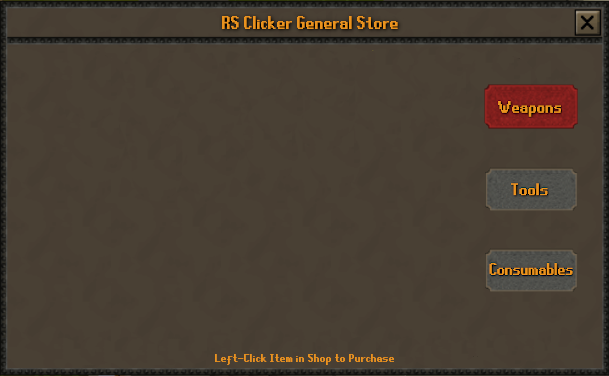 RS Clicker General Store
Weapons
Tools
Consumables
Left-Click Item in Shop to Purchase